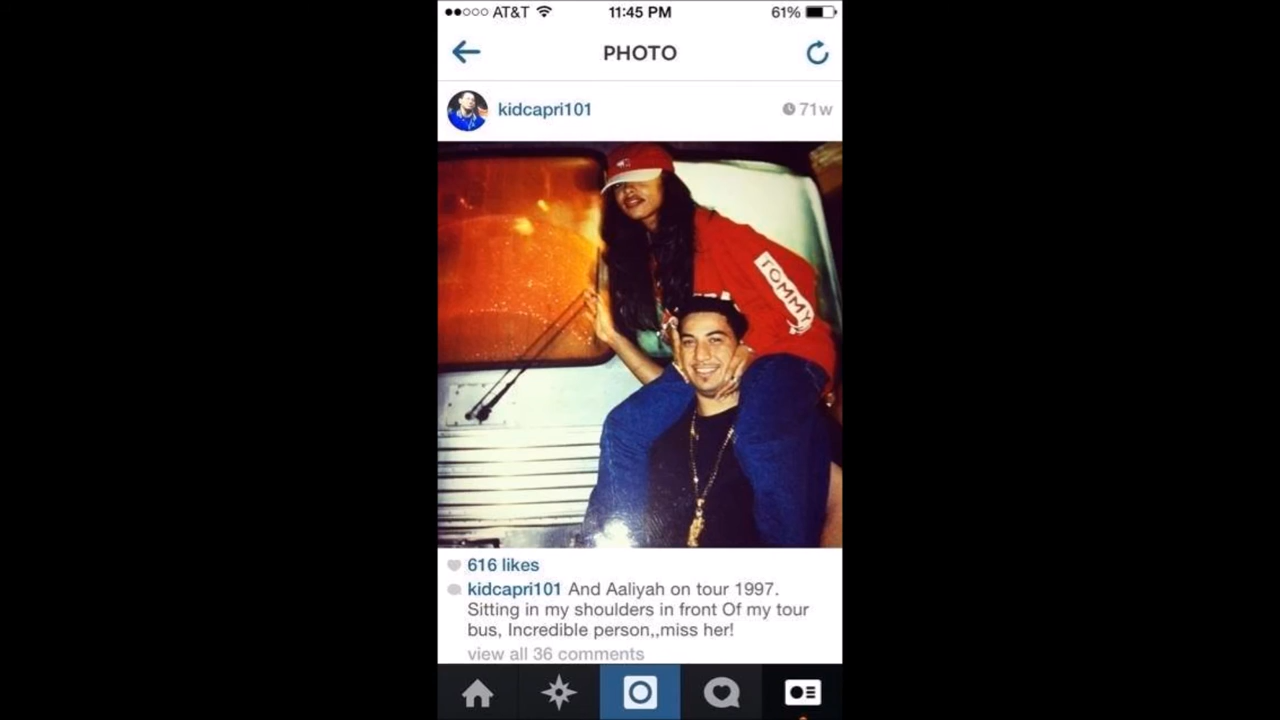 AT&T 11:45 PM 61%
PHOTO
kidcapri101 71w
TOMMY
616 likes
kidcapri101 And Aaliyah on tour 1997.
Sitting in my shoulders in front Of my tour
bus, Incredible person,,miss her!
view all 36 comments